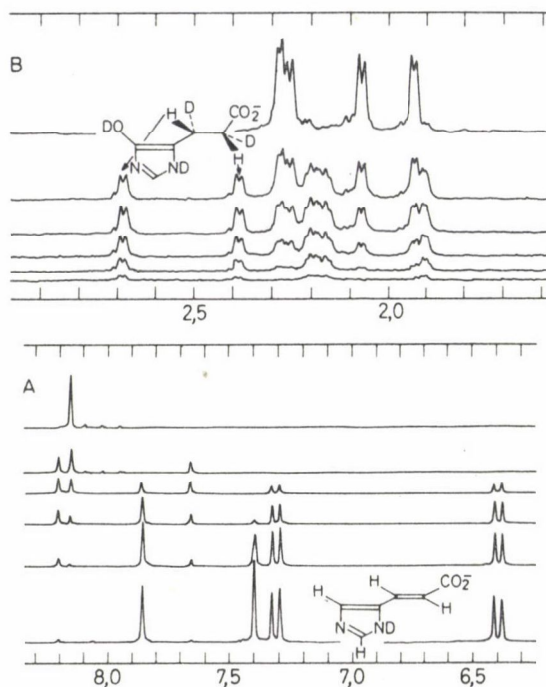 B
H D CO₂⁻
DO D
N ND H
2,5 2,0
A
H CO₂⁻
H H
N ND
H
8,0 7,5 7,0 6,5